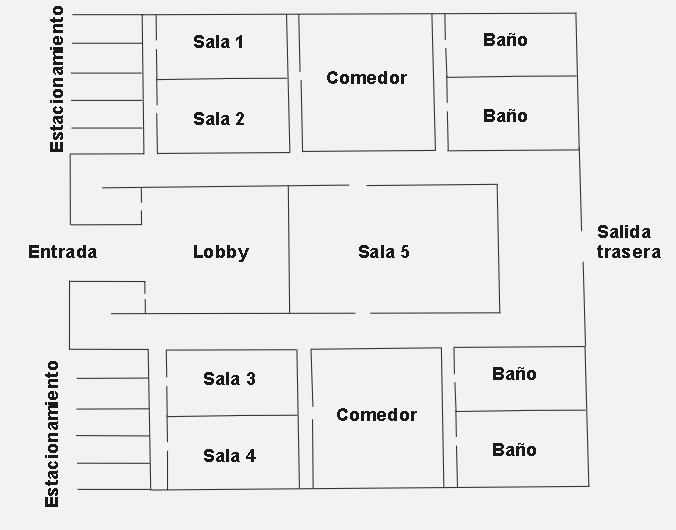 Estacionamiento
Sala 1
Sala 2
Comedor
Baño
Baño
Entrada
Lobby
Sala 5
Salida
trasera
Estacionamiento
Sala 3
Sala 4
Comedor
Baño
Baño